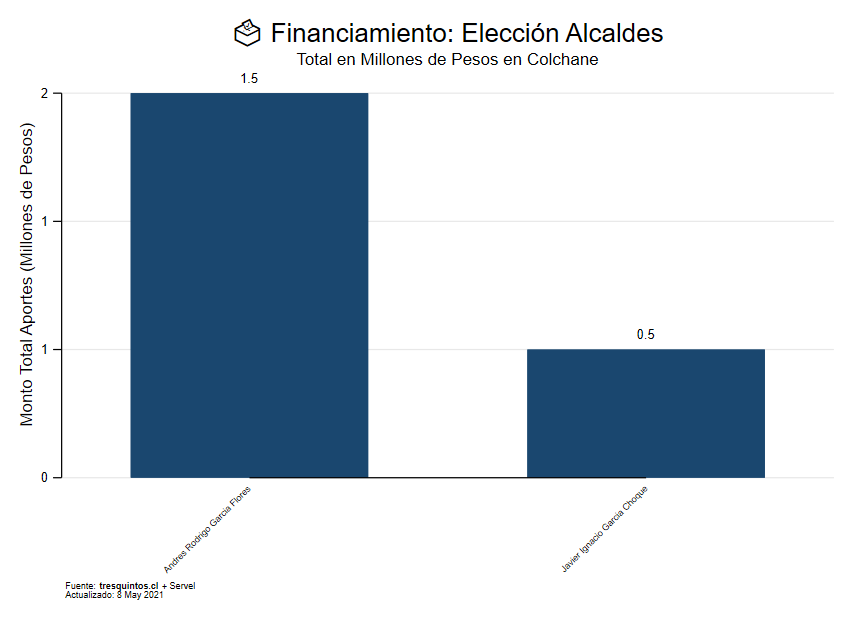 Financiamiento: Elección Alcaldes
Total en Millones de Pesos en Colchane
Monto Total Aportes (Millones de Pesos)
2
1
1
0
1.5
0.5
Andres Rodrigo Garcia Flores
Javier Ignacio Garcia Choque
Fuente: tresquintos.cl + Servel
Actualizado: 8 May 2021